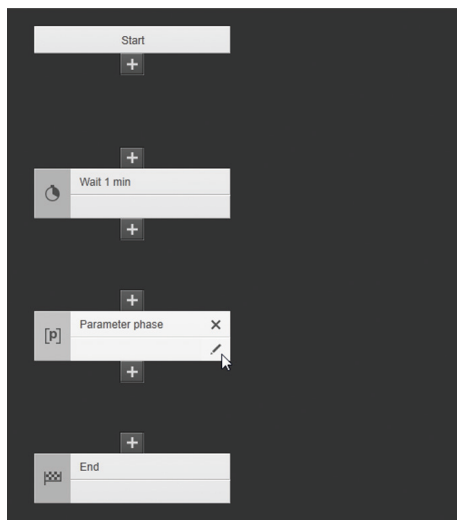 Start
Wait 1 min
[p]
Parameter phase
End